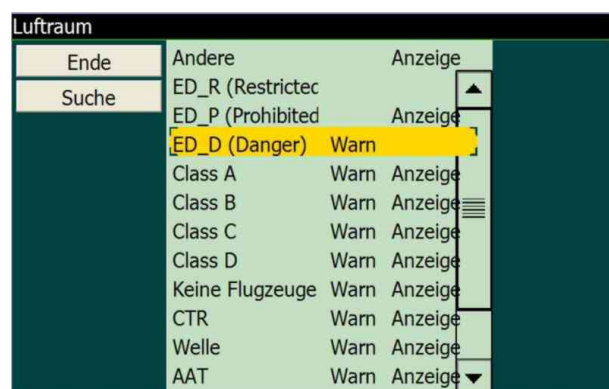 Luftraum
Ende
Suche
Andere Anzeige
ED_R (Restricted
ED_P (Prohibited Anzeige
ED_D (Danger) Warn
Class A Warn Anzeige
Class B Warn Anzeige
Class C Warn Anzeige
Class D Warn Anzeige
Keine Flugzeuge Warn Anzeige
CTR Warn Anzeige
Welle Warn Anzeige
AAT Warn Anzeige